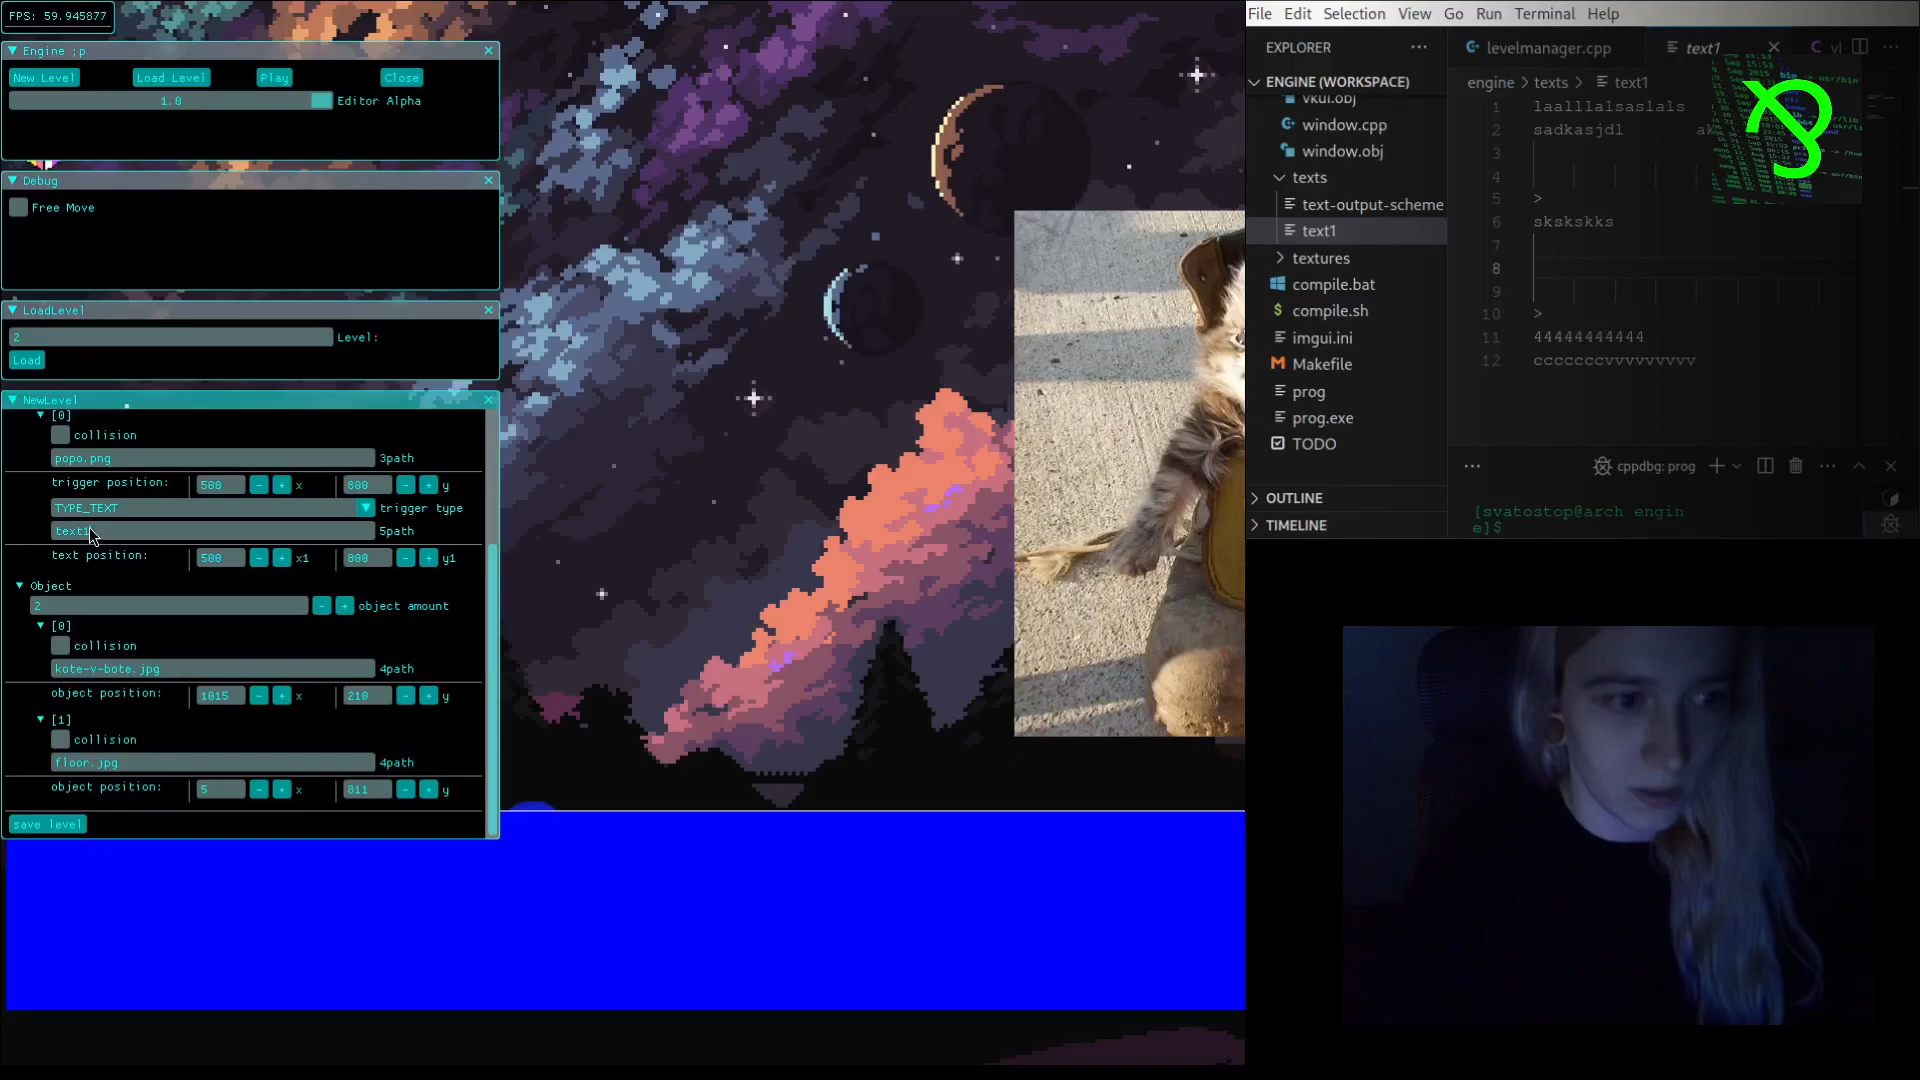 FPS: 59.945877
Engine ;p
New Level Load Level Play Close
1.0 Editor Alpha
Debug
Free Move
LoadLevel
2 Level:
Load
NewLevel
[0]
collision
popo.png 3path
trigger position: 500 - + x 800 - + y
TYPE_TEXT trigger type
text1 5path
text position: 500 - + x1 800 - + y1
Object
2 - + object amount
[0]
collision
kote-v-bote.jpg 4path
object position: 1015 - + x 210 - + y
[1]
collision
floor.jpg 4path
object position: 5 - + x 811 - + y
save level
File Edit Selection View Go Run Terminal Help
EXPLORER
ENGINE (WORKSPACE)
vkui.obj
window.cpp
window.obj
texts
text-output-scheme
text1
textures
compile.bat
compile.sh
imgui.ini
Makefile
prog
prog.exe
TODO
OUTLINE
TIMELINE
levelmanager.cpp text1
engine > texts > text1
1 laalllalsaslals
2 sadkasjdl
3
4
5 >
6 skskskks
7
8
9
10 >
11 444444444444
12 cccccccvvvvvvvvvv
cppdbg: prog
[svatostop@arch engin
e]$